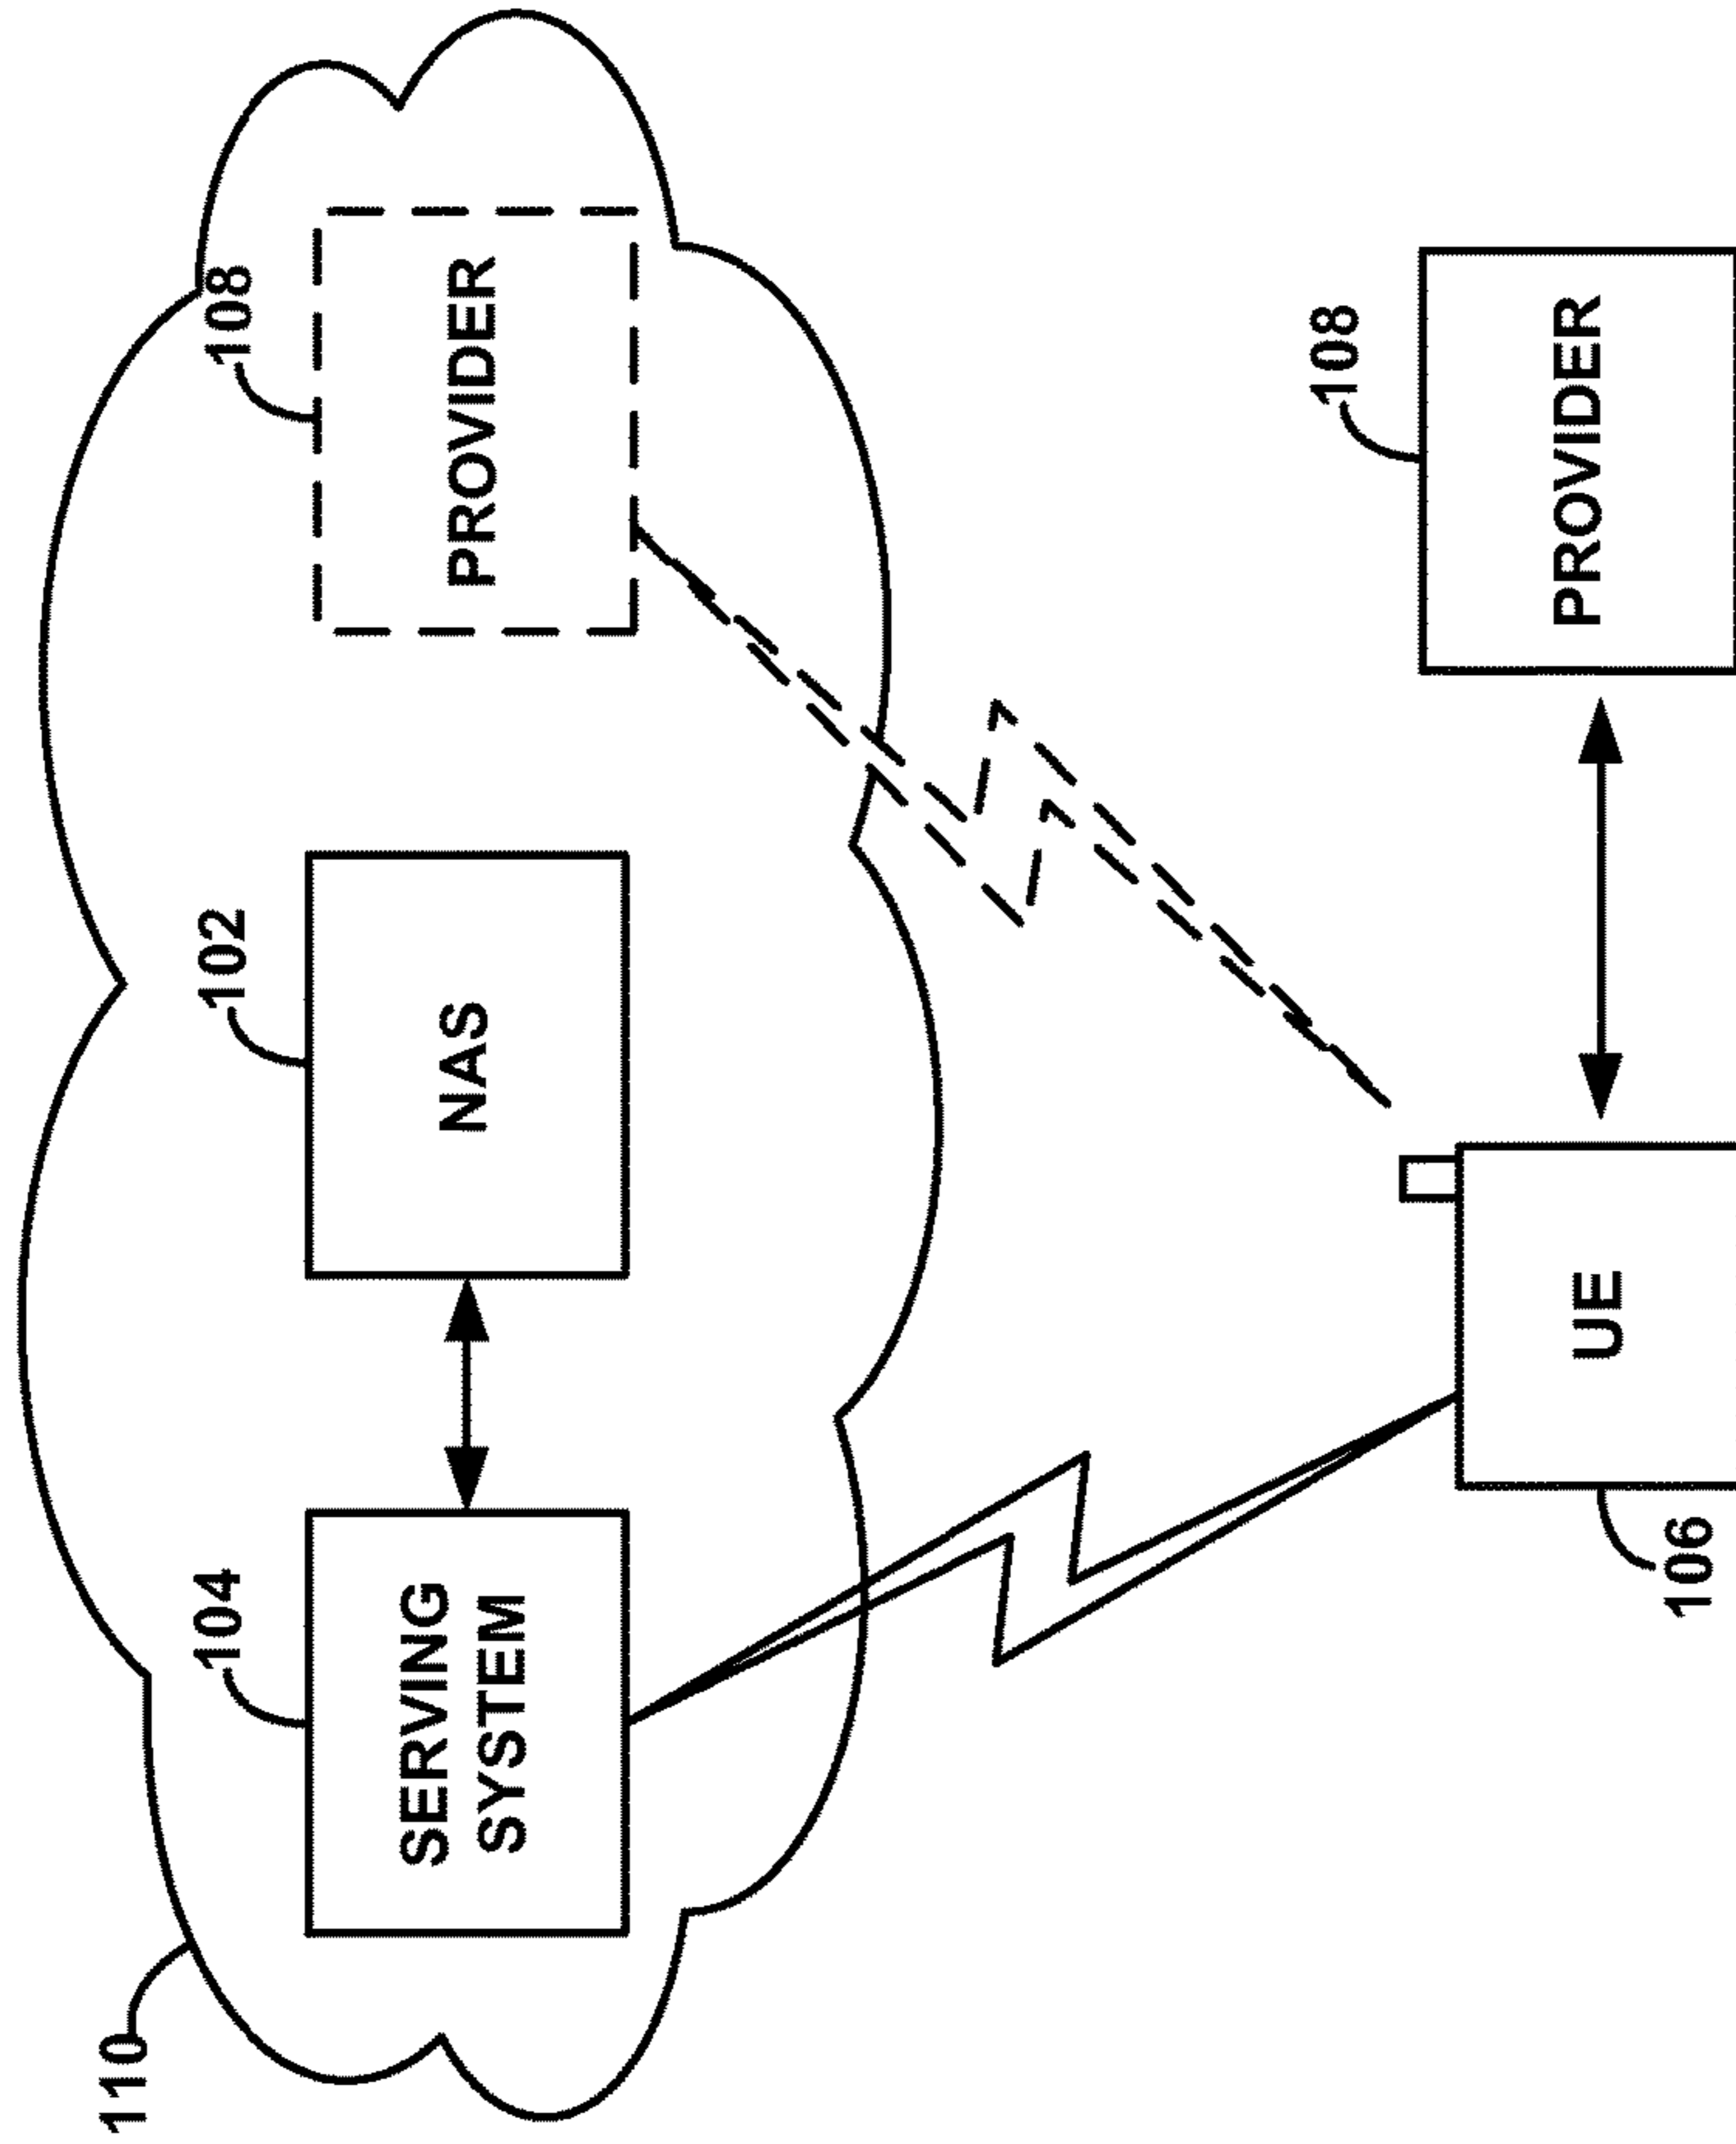 110
104
102
108
SERVING
SYSTEM
NAS
PROVIDER
106
UE
108
PROVIDER